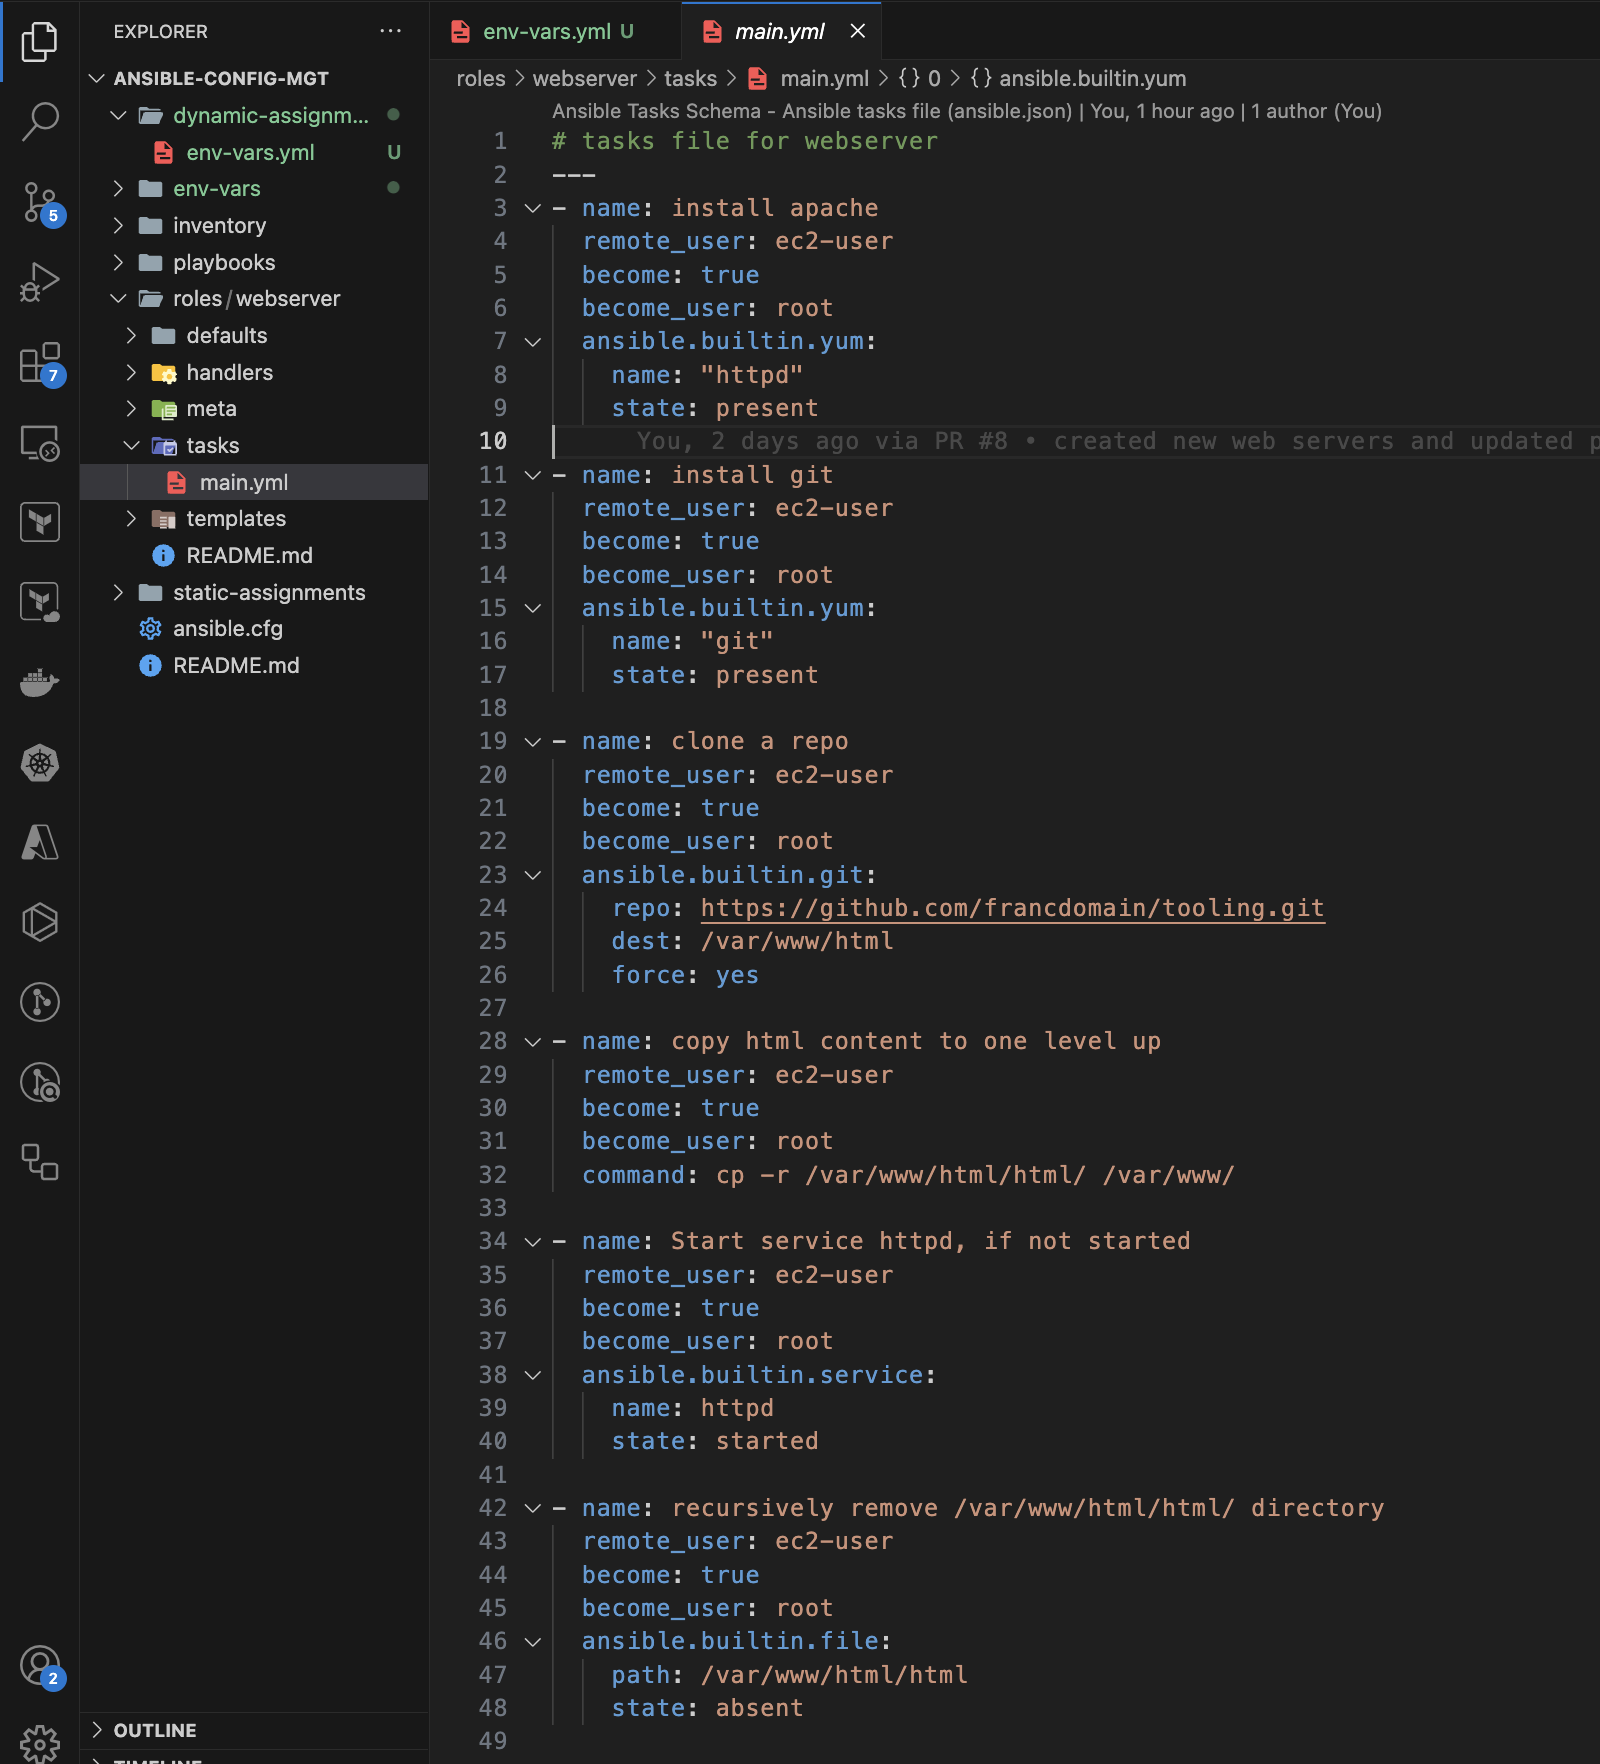 EXPLORER
ANSIBLE-CONFIG-MGT
dynamic-assignm...
env-vars.yml U
env-vars
inventory
playbooks
roles/webserver
defaults
handlers
meta
tasks
main.yml
templates
README.md
static-assignments
ansible.cfg
README.md
OUTLINE
TIMELINE
5
7
2
env-vars.yml U
main.yml
roles > webserver > tasks > main.yml > {} 0 > {} ansible.builtin.yum
Ansible Tasks Schema - Ansible tasks file (ansible.json) | You, 1 hour ago | 1 author (You)
1 # tasks file for webserver
2 ---
3 - name: install apache
4 remote_user: ec2-user
5 become: true
6 become_user: root
7 ansible.builtin.yum:
8 name: "httpd"
9 state: present
10 You, 2 days ago via PR #8 • created new web servers and updated p
11 - name: install git
12 remote_user: ec2-user
13 become: true
14 become_user: root
15 ansible.builtin.yum:
16 name: "git"
17 state: present
18
19 - name: clone a repo
20 remote_user: ec2-user
21 become: true
22 become_user: root
23 ansible.builtin.git:
24 repo: https://github.com/francdomain/tooling.git
25 dest: /var/www/html
26 force: yes
27
28 - name: copy html content to one level up
29 remote_user: ec2-user
30 become: true
31 become_user: root
32 command: cp -r /var/www/html/html/ /var/www/
33
34 - name: Start service httpd, if not started
35 remote_user: ec2-user
36 become: true
37 become_user: root
38 ansible.builtin.service:
39 name: httpd
40 state: started
41
42 - name: recursively remove /var/www/html/html/ directory
43 remote_user: ec2-user
44 become: true
45 become_user: root
46 ansible.builtin.file:
47 path: /var/www/html/html
48 state: absent
49